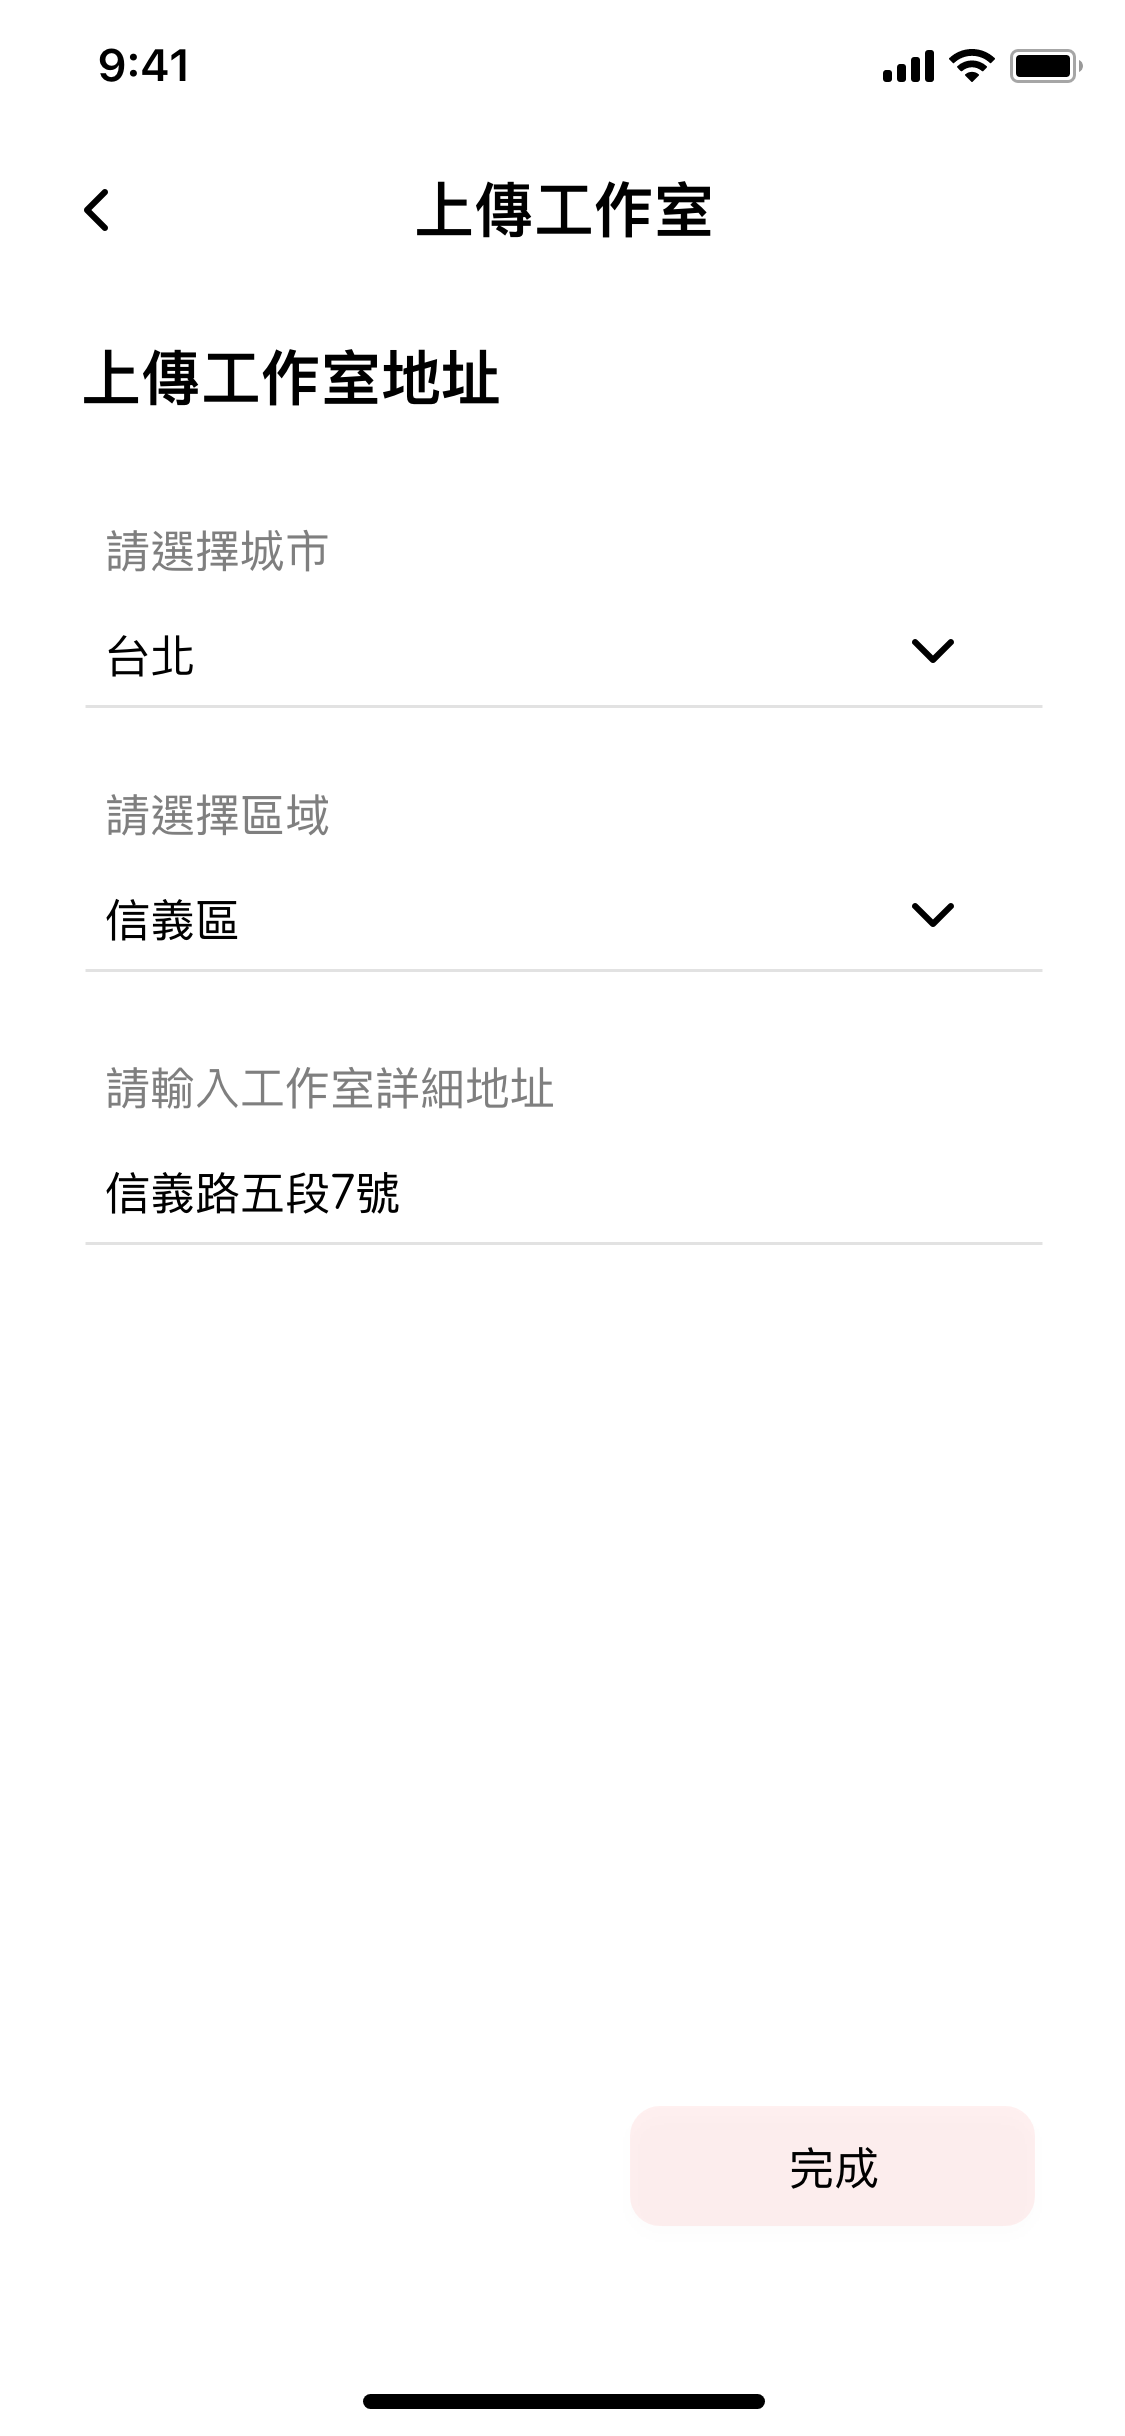 9:41
上傳工作室
上傳工作室地址
請選擇城市
台北
請選擇區域
信義區
請輸入工作室詳細地址
信義路五段7號
完成